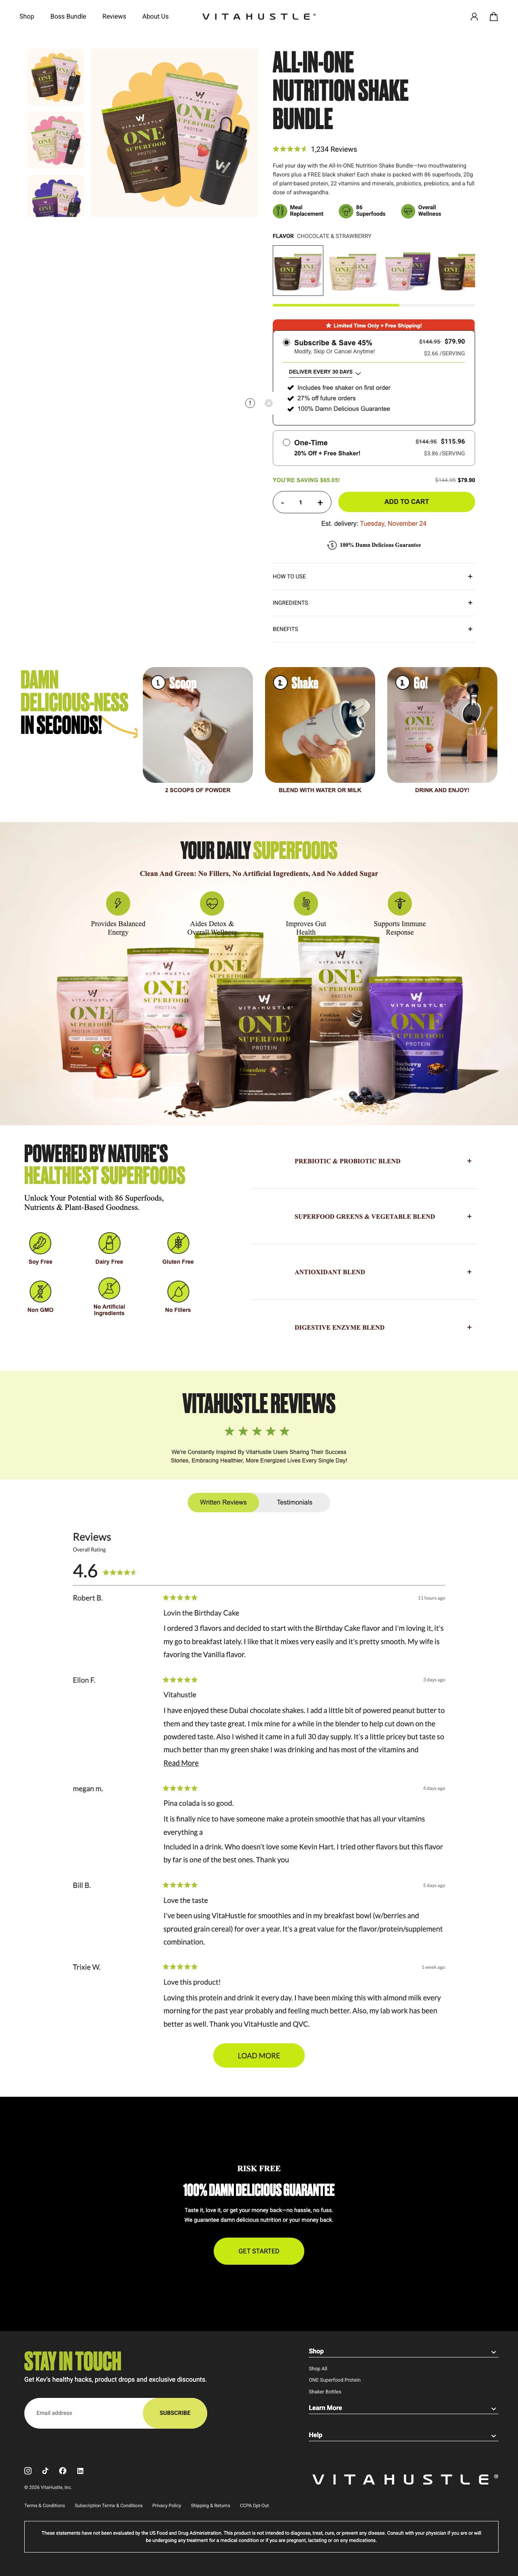 Shop
Boss Bundle
Reviews
About Us
VITAHUSTLE®
ALL-IN-ONE
NUTRITION SHAKE
BUNDLE
1,234 Reviews
Fuel your day with the All-In-ONE Nutrition Shake Bundle—two mouthwatering
flavors plus a FREE black shaker! Each shake is packed with 86 superfoods, 20g
of plant-based protein, 22 vitamins and minerals, probiotics, prebiotics, and a full
dose of ashwagandha.
Meal
Replacement
86
Superfoods
Overall
Wellness
FLAVOR CHOCOLATE & STRAWBERRY
Limited Time Only + Free Shipping!
Subscribe & Save 45%
$144.95 $79.90
Modify, Skip Or Cancel Anytime!
$2.66 /SERVING
DELIVER EVERY 30 DAYS
Includes free shaker on first order
27% off future orders
100% Damn Delicious Guarantee
One-Time
$144.95 $115.96
20% Off + Free Shaker!
$3.86 /SERVING
YOU'RE SAVING $65.05!
$144.95 $79.90
- 1 +
ADD TO CART
Est. delivery: Tuesday, November 24
100% Damn Delicious Guarantee
HOW TO USE +
INGREDIENTS +
BENEFITS +
DAMN
DELICIOUS-NESS
IN SECONDS!
1. Scoop
2. Shake
Go!
2 SCOOPS OF POWDER
BLEND WITH WATER OR MILK
DRINK AND ENJOY!
YOUR DAILY SUPERFOODS
Clean And Green: No Fillers, No Artificial Ingredients, And No Added Sugar
Provides Balanced
Energy
Aides Detox &
Overall Wellness
Improves Gut
Health
Supports Immune
Response
VITAHUSTLE
ONE
SUPERFOOD
PROTEIN
Chocolate
POWERED BY NATURE'S
HEALTHIEST SUPERFOODS
Unlock Your Potential with 86 Superfoods,
Nutrients & Plant-Based Goodness.
Soy Free
Dairy Free
Gluten Free
Non GMO
No Artificial
Ingredients
No Fillers
PREBIOTIC & PROBIOTIC BLEND +
SUPERFOOD GREENS & VEGETABLE BLEND +
ANTIOXIDANT BLEND +
DIGESTIVE ENZYME BLEND +
VITAHUSTLE REVIEWS
We're Constantly Inspired By VitaHustle Users Sharing Their Success
Stories, Embracing Healthier, More Energized Lives Every Single Day!
Written Reviews
Testimonials
Reviews
Overall Rating
4.6
Robert B.
11 hours ago
Lovin the Birthday Cake
I ordered 3 flavors and decided to start with the Birthday Cake flavor and I'm loving it, it's
my go to breakfast lately. I like that it mixes very easily and it's pretty smooth. My wife is
favoring the Vanilla flavor.
Ellon F.
3 days ago
Vitahustle
I have enjoyed these Dubai chocolate shakes. I add a little bit of powered peanut butter to
them and they taste great. I mix mine for a while in the blender to help cut down on the
powdered taste. Also I wished it came in a full 30 day supply. It's a little pricey but taste so
much better than my green shake I was drinking and has most of the vitamins and
Read More
megan m.
4 days ago
Pina colada is so good.
It is finally nice to have someone make a protein smoothie that has all your vitamins
everything a
Included in a drink. Who doesn't love some Kevin Hart. I tried other flavors but this flavor
by far is one of the best ones. Thank you
Bill B.
5 days ago
Love the taste
I've been using VitaHustle for smoothies and in my breakfast bowl (w/berries and
sprouted grain cereal) for over a year. It's a great value for the flavor/protein/supplement
combination.
Trixie W.
1 week ago
Love this product!
Loving this protein and drink it every day. I have been mixing this with almond milk every
morning for the past year probably and feeling much better. Also, my lab work has been
better as well. Thank you VitaHustle and QVC.
LOAD MORE
RISK FREE
100% DAMN DELICIOUS GUARANTEE
Taste it, love it, or get your money back—no hassle, no fuss.
We guarantee damn delicious nutrition or your money back.
GET STARTED
STAY IN TOUCH
Get Kev's healthy hacks, product drops and exclusive discounts.
Email address
SUBSCRIBE
Shop
Shop All
ONE Superfood Protein
Shaker Bottles
Learn More
Help
© 2026 VitaHustle, Inc.
VITAHUSTLE®
Terms & Conditions
Subscription Terms & Conditions
Privacy Policy
Shipping & Returns
CCPA Opt-Out
These statements have not been evaluated by the US Food and Drug Administration. This product is not intended to diagnose, treat, cure, or prevent any disease. Consult with your physician if you are or will
be undergoing any treatment for a medical condition or if you are pregnant, lactating or on any medications.